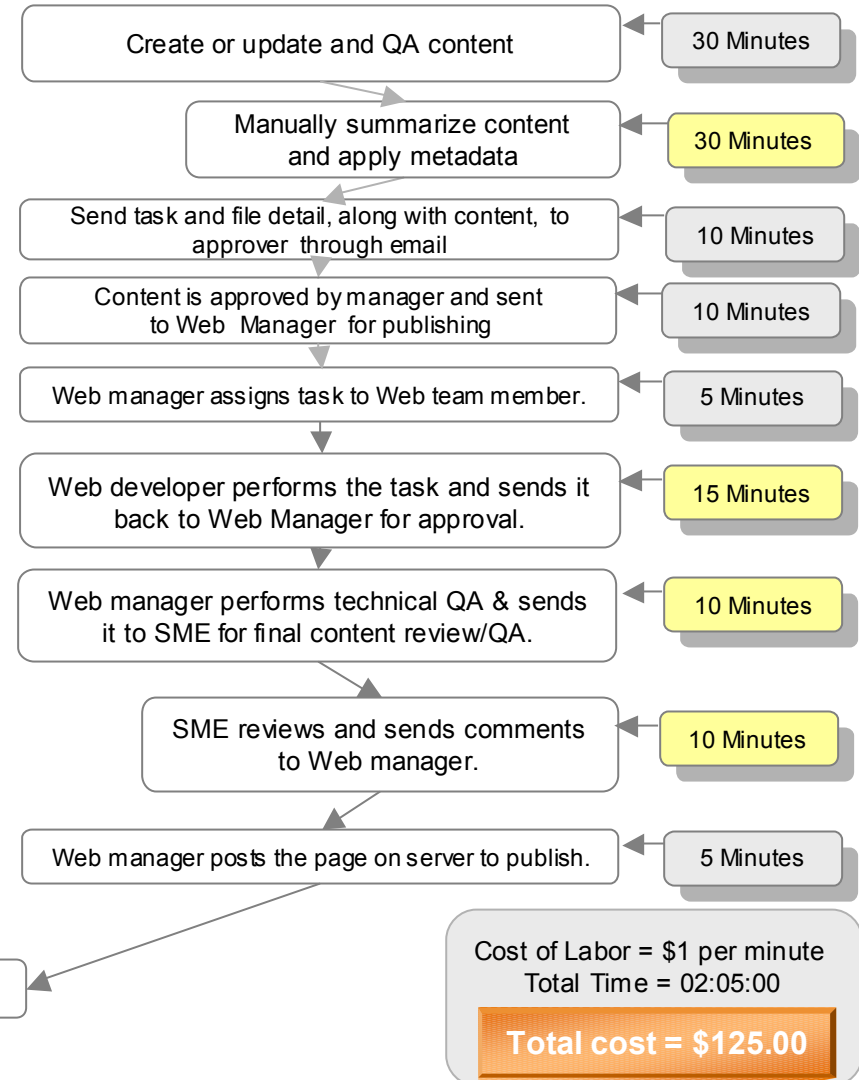 Create or update and QA content
30 Minutes
Manually summarize content
and apply metadata
30 Minutes
Send task and file detail, along with content, to
approver through email
10 Minutes
Content is approved by manager and sent
to Web Manager for publishing
10 Minutes
Web manager assigns task to Web team member.
5 Minutes
Web developer performs the task and sends it
back to Web Manager for approval.
15 Minutes
Web manager performs technical QA & sends
it to SME for final content review/QA.
10 Minutes
SME reviews and sends comments
to Web manager.
10 Minutes
Web manager posts the page on server to publish.
5 Minutes
Cost of Labor = $1 per minute
Total Time = 02:05:00
Total cost = $125.00